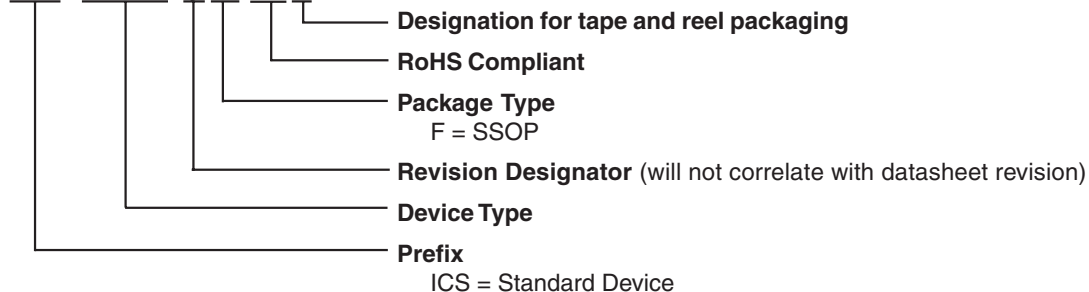 Designation for tape and reel packaging
RoHS Compliant
Package Type
F = SSOP
Revision Designator (will not correlate with datasheet revision)
Device Type
Prefix
ICS = Standard Device